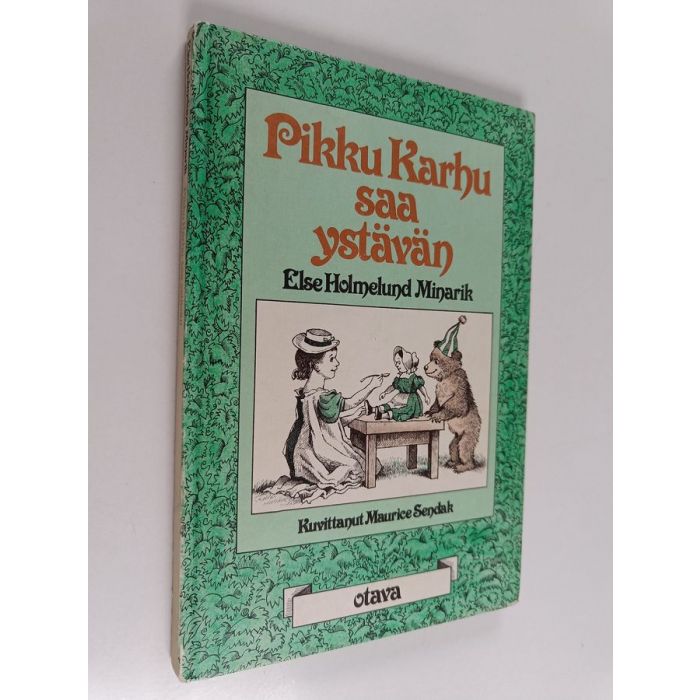 Pikku Karhu
saa
ystävän
Else Holmelund Minarik
Kuvittanut Maurice Sendak
otava